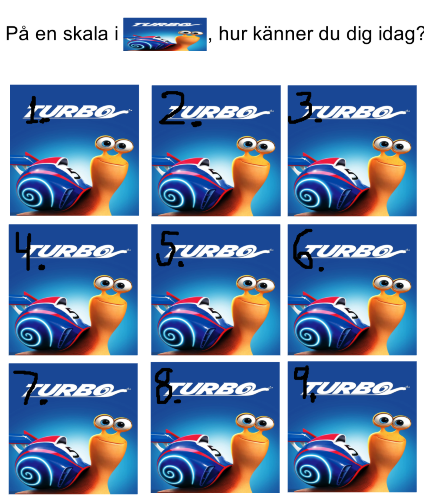 På en skala i TURBO, hur känner du dig idag?
1. TURBO 2. TURBO 3. TURBO
4. TURBO 5. TURBO 6. TURBO
7. TURBO 8. TURBO 9. TURBO